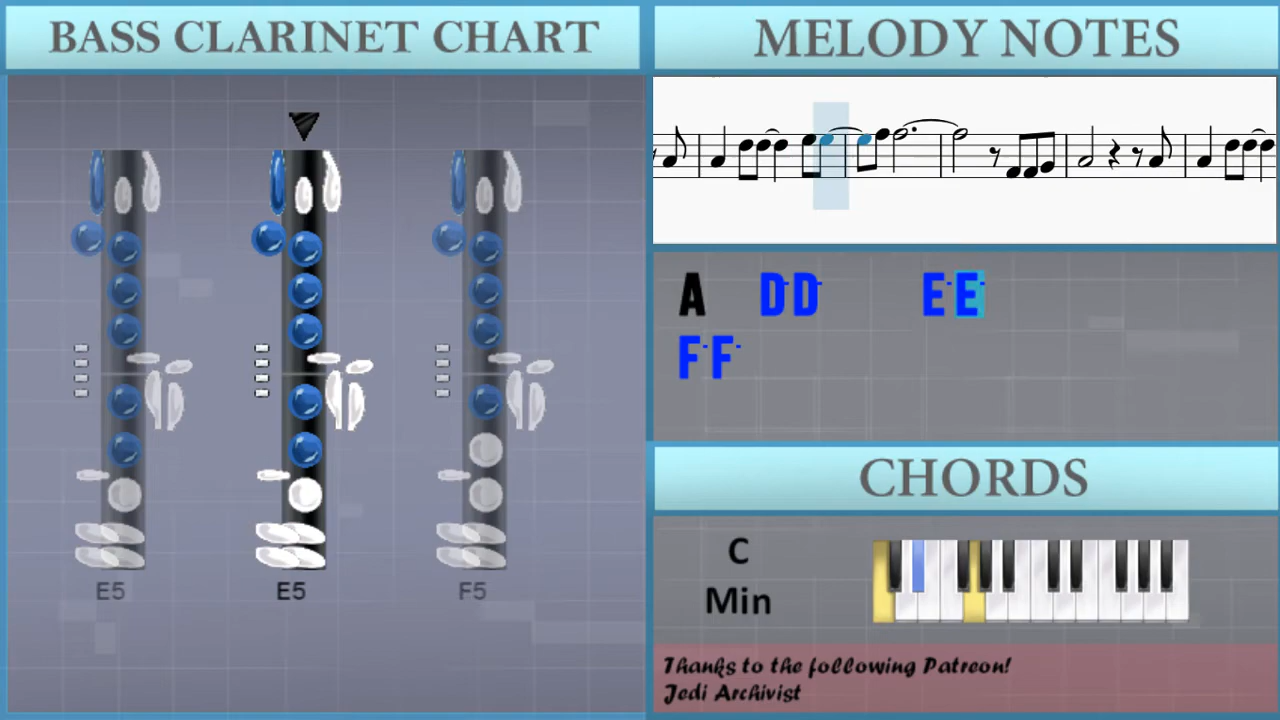 BASS CLARINET CHART
MELODY NOTES
A DD EE
FF
E5 E5 F5
CHORDS
C
Min
Thanks to the following Patreon!
Jedi Archivist